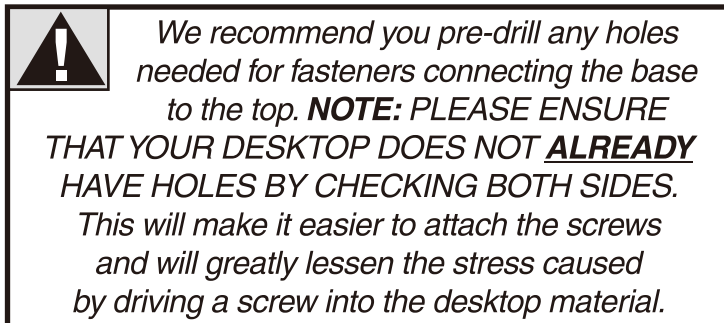 We recommend you pre-drill any holes
needed for fasteners connecting the base
to the top. NOTE: PLEASE ENSURE
THAT YOUR DESKTOP DOES NOT ALREADY
HAVE HOLES BY CHECKING BOTH SIDES.
This will make it easier to attach the screws
and will greatly lessen the stress caused
by driving a screw into the desktop material.